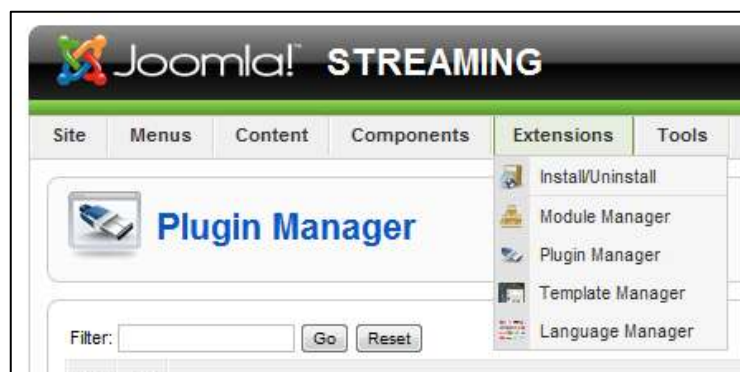 Joomla!™ STREAMING
Site Menus Content Components Extensions Tools
Install/Uninstall
Module Manager
Plugin Manager
Plugin Manager
Template Manager
Filter: Go Reset
Language Manager